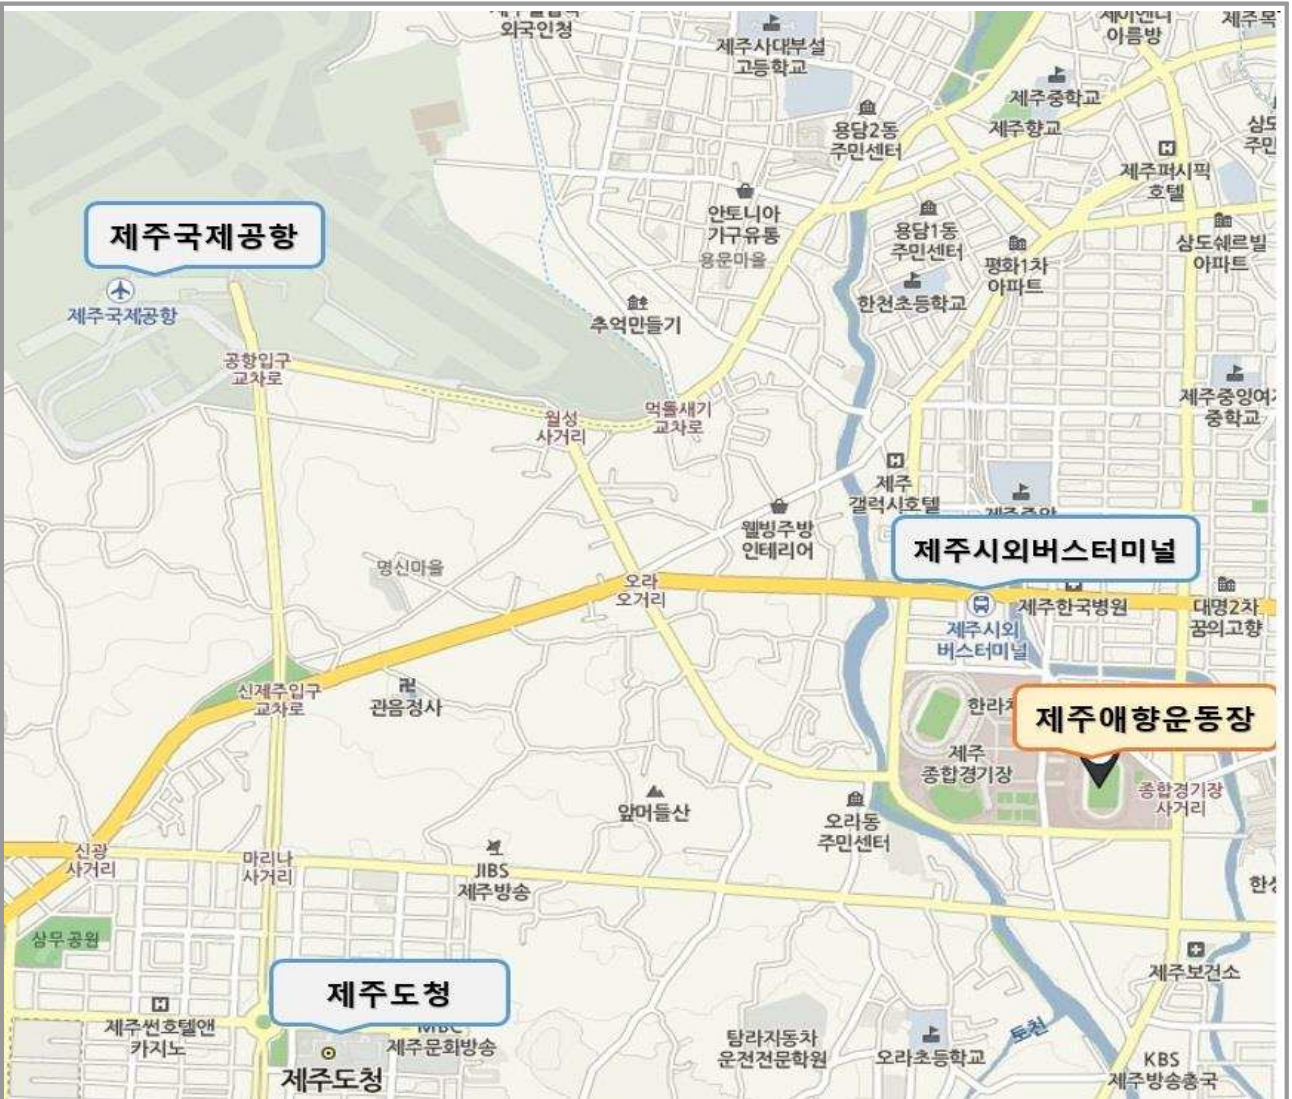 외국인청
제주사대부설
고등학교
아름방
제주중학교
제주향교
용담2동
주민센터
제주퍼시픽
호텔
안토니아
가구유통
용문마을
용담1동
주민센터
평화1차
아파트
삼도쉐르빌
아파트
제주국제공항
제주국제공항
한천초등학교
추억만들기
공항입구
교차로
월성
사거리
먹돌새기
교차로
제주중앙여
중학교
제주
갤럭시호텔
웰빙주방
인테리어
제주시외버스터미널
명신마을
오라
오거리
제주시외
버스터미널
제주한국병원
대명2차
꿈의고향
신제주입구
교차로
관음정사
한라
제주애향운동장
제주
종합경기장
종합경기장
사거리
앞머들산
오라동
주민센터
신광
사거리
마리나
사거리
JIBS
제주방송
삼무공원
제주보건소
제주도청
제주썬호텔앤
카지노
MBC
제주문화방송
제주도청
탐라자동차
운전전문학원
오라초등학교
토천
KBS
제주방송총국